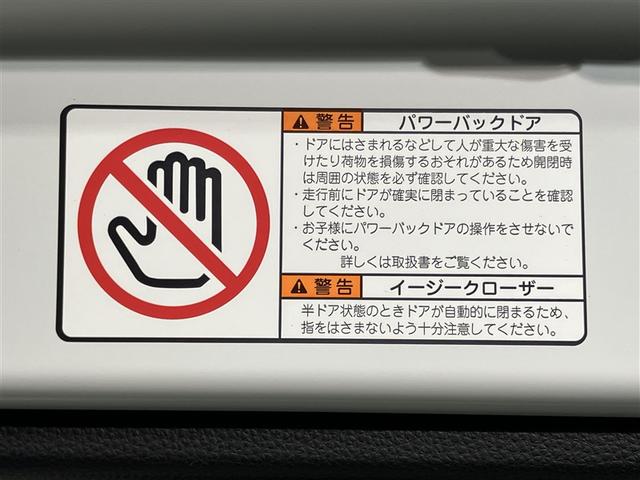 警告 パワーバックドア
・ドアにはさまれるなどして人が重大な傷害を受
けたり荷物を損傷するおそれがあるため開閉時
は周囲の状態を必ず確認してください。
・走行前にドアが確実に閉まっていることを確認
してください。
・お子様にパワーバックドアの操作をさせないで
ください。
詳しくは取扱書をご覧ください。
警告 イージークローザー
半ドア状態のときドアが自動的に閉まるため、
指をはさまないよう十分注意してください。